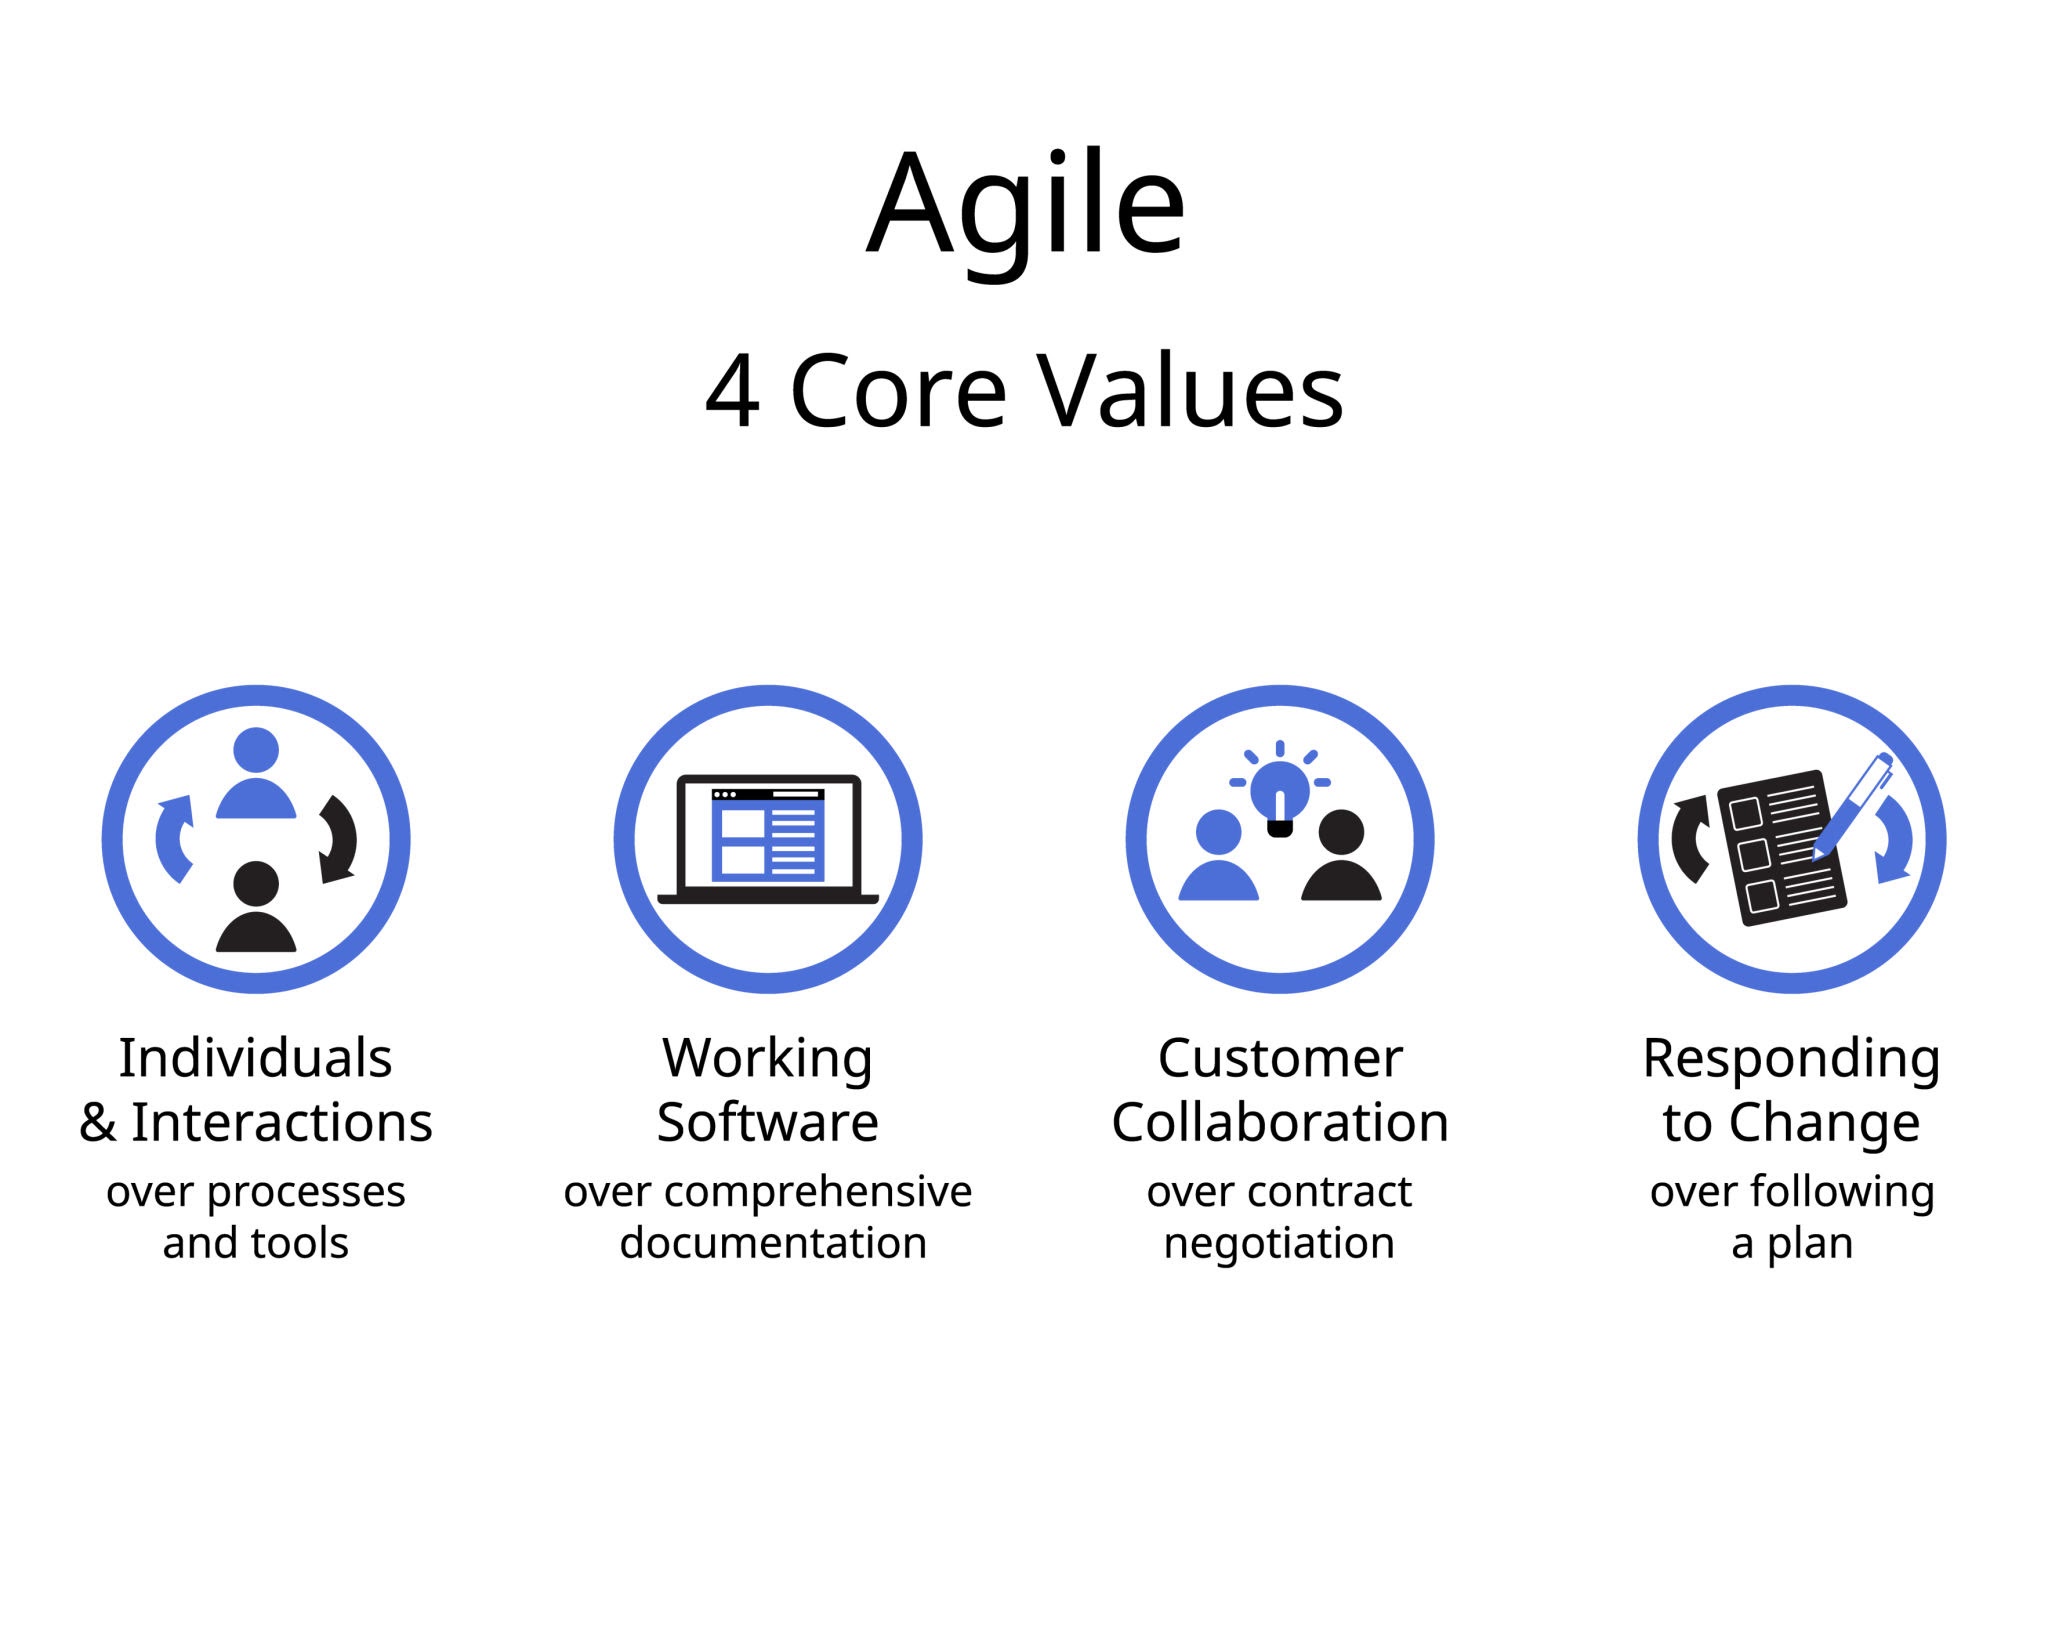 Agile
4 Core Values
Individuals
& Interactions
over processes
and tools
Working
Software
over comprehensive
documentation
Customer
Collaboration
over contract
negotiation
Responding
to Change
over following
a plan